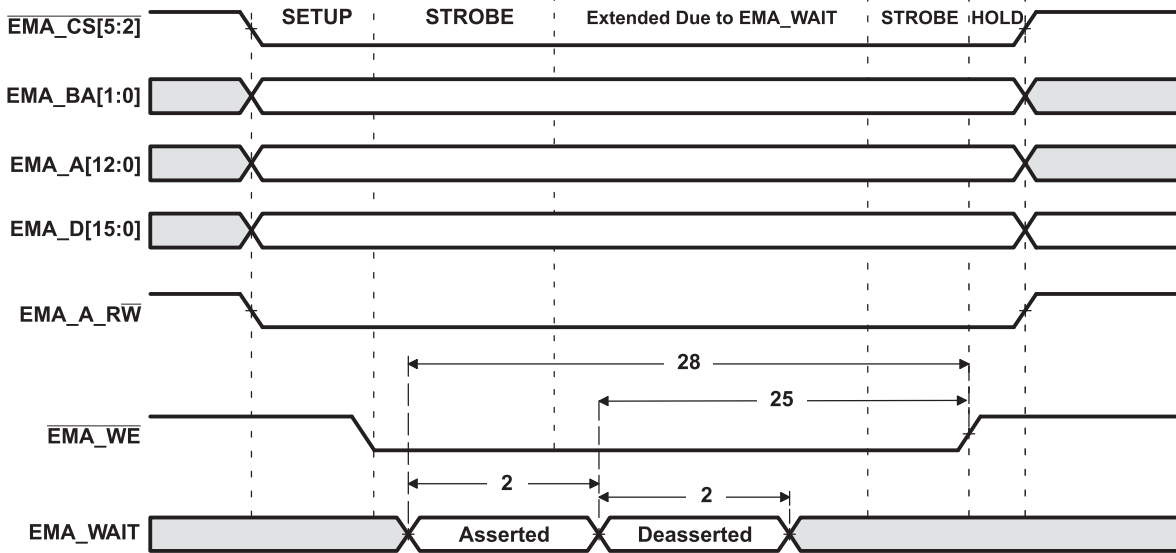 SETUP STROBE Extended Due to EMA_WAIT STROBE HOLD
EMA_CS[5:2]
EMA_BA[1:0]
EMA_A[12:0]
EMA_D[15:0]
EMA_A_RW
28
25
EMA_WE
2
2
EMA_WAIT Asserted Deasserted